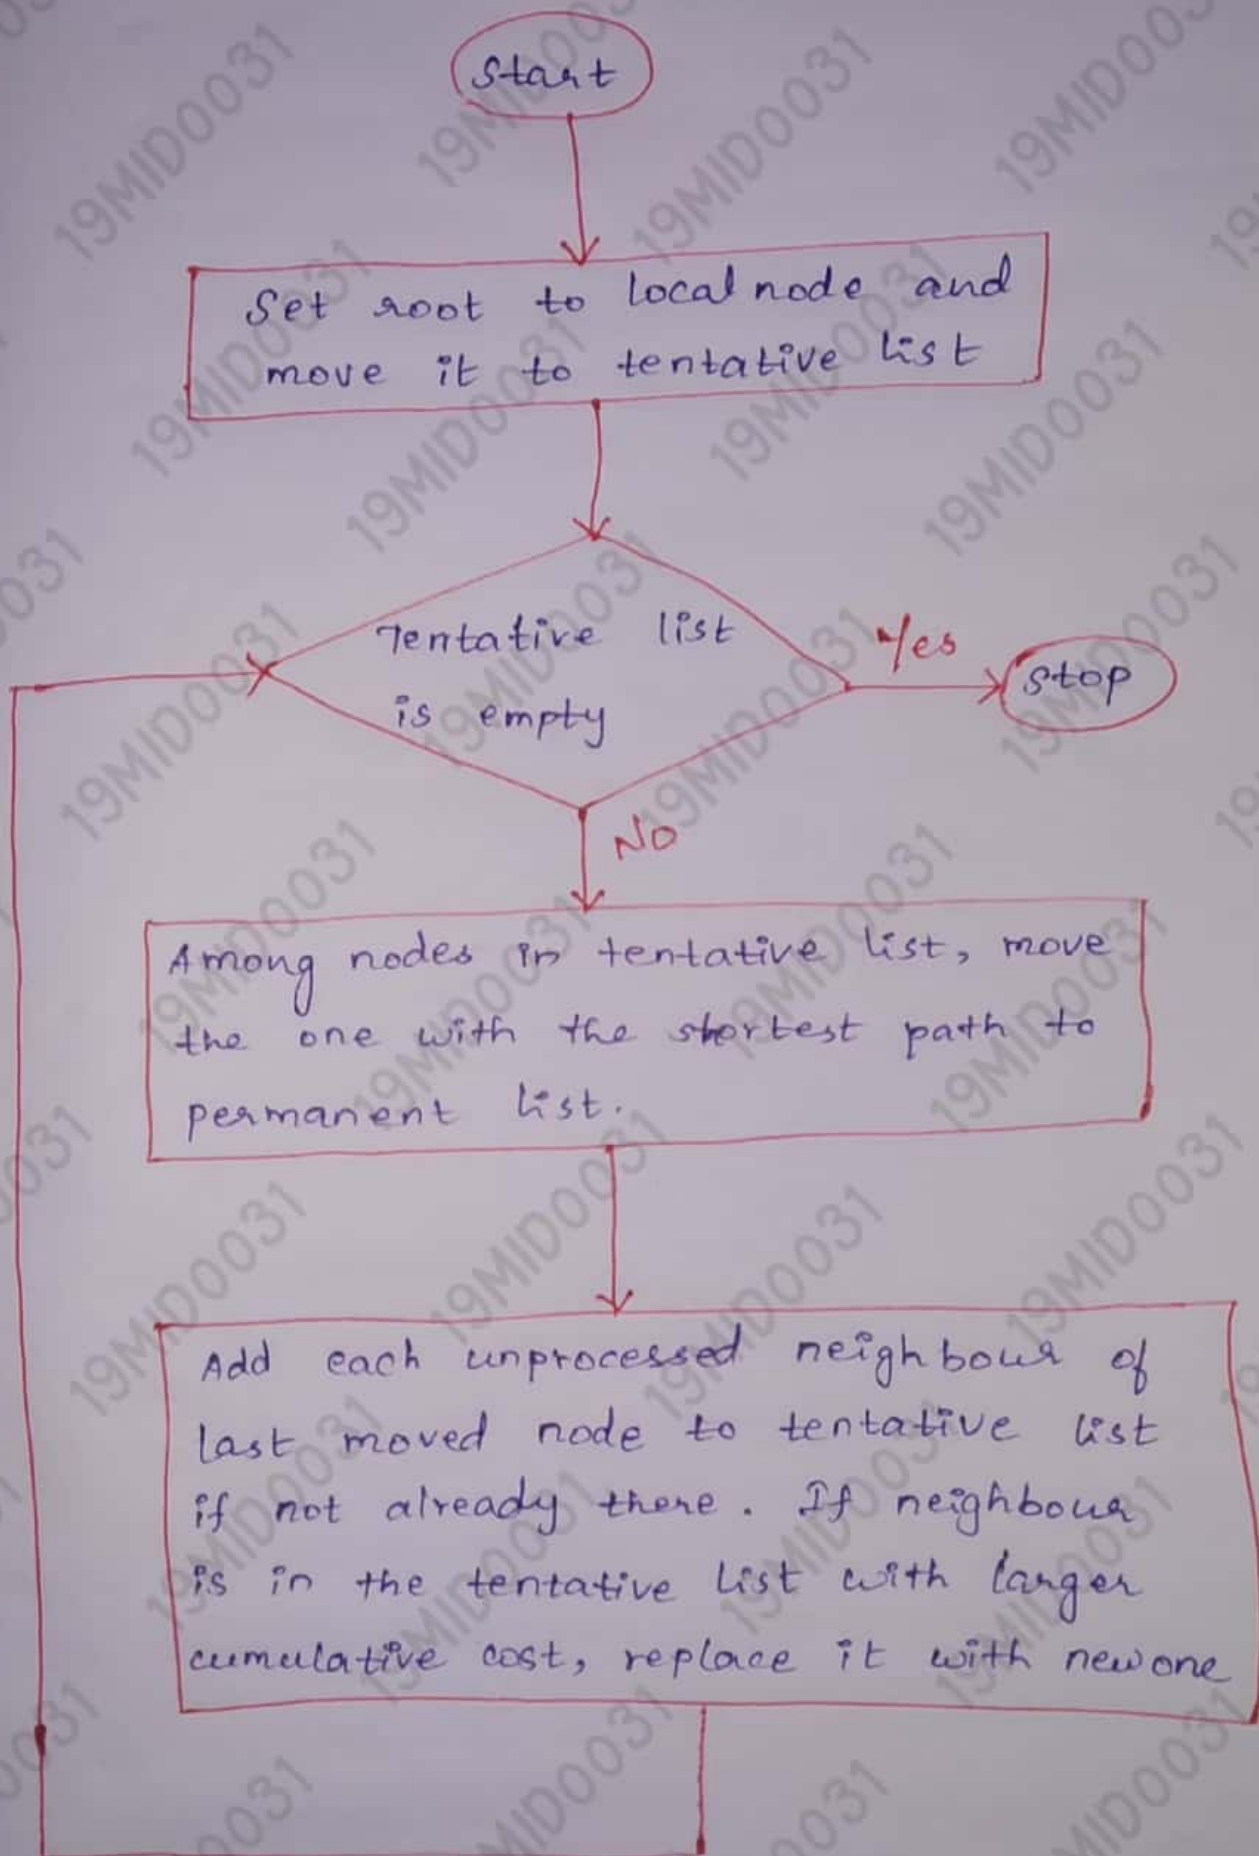 Start
Set root to local node and
move it to tentative list
Tentative list
is empty
Yes
Stop
No
Among nodes in tentative list, move
the one with the shortest path to
permanent list.
Add each unprocessed neighbour of
last moved node to tentative list
if not already there. If neighbour
is in the tentative list with larger
cumulative cost, replace it with new one
19MID0031